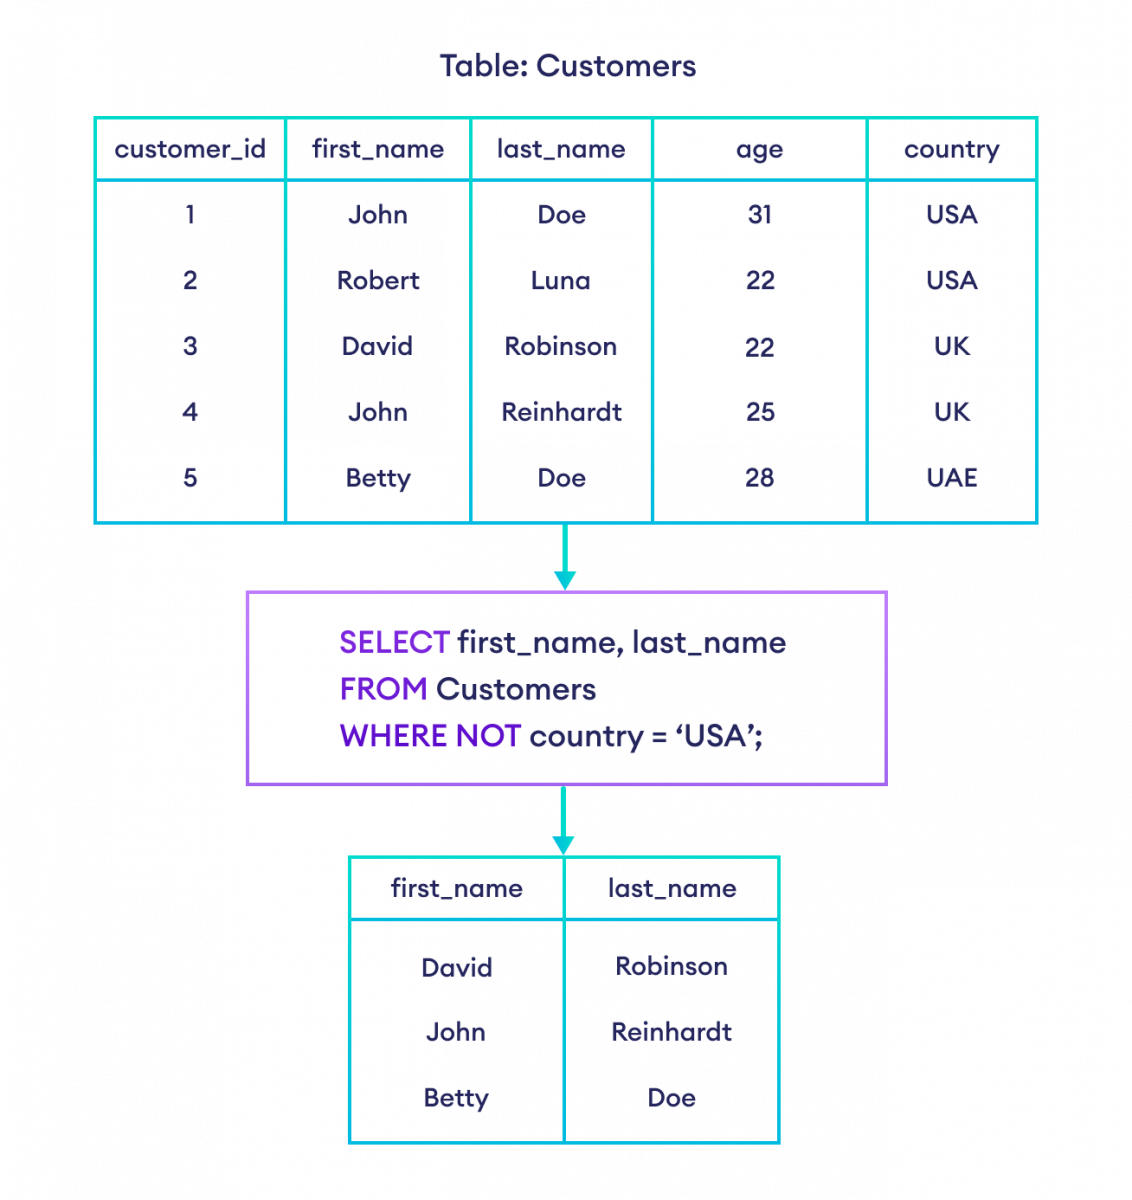 Table: Customers
customer_id first_name last_name age country
1 John Doe 31 USA
2 Robert Luna 22 USA
3 David Robinson 22 UK
4 John Reinhardt 25 UK
5 Betty Doe 28 UAE
SELECT first_name, last_name
FROM Customers
WHERE NOT country = ‘USA’;
first_name last_name
David Robinson
John Reinhardt
Betty Doe